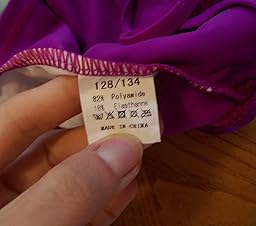 128/134
82% Polyamide
18% Elasthanne
MADE IN CHINA